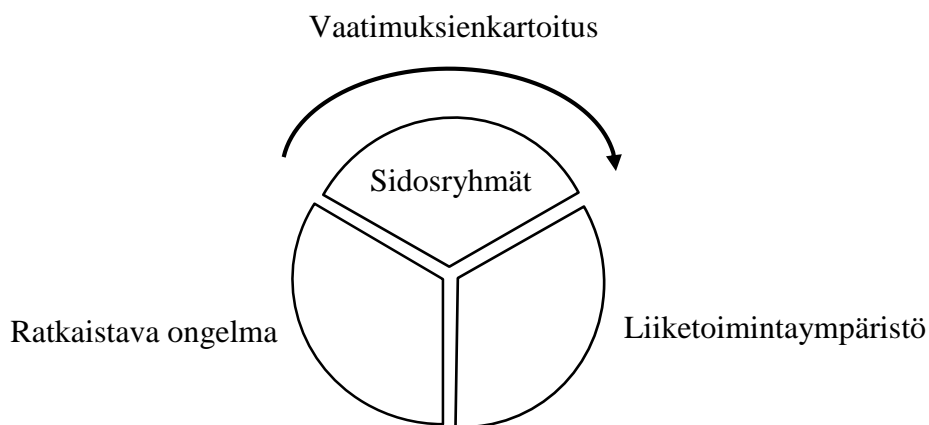 Vaatimuksienkartoitus
Sidosryhmät
Ratkaistava ongelma
Liiketoimintaympäristö